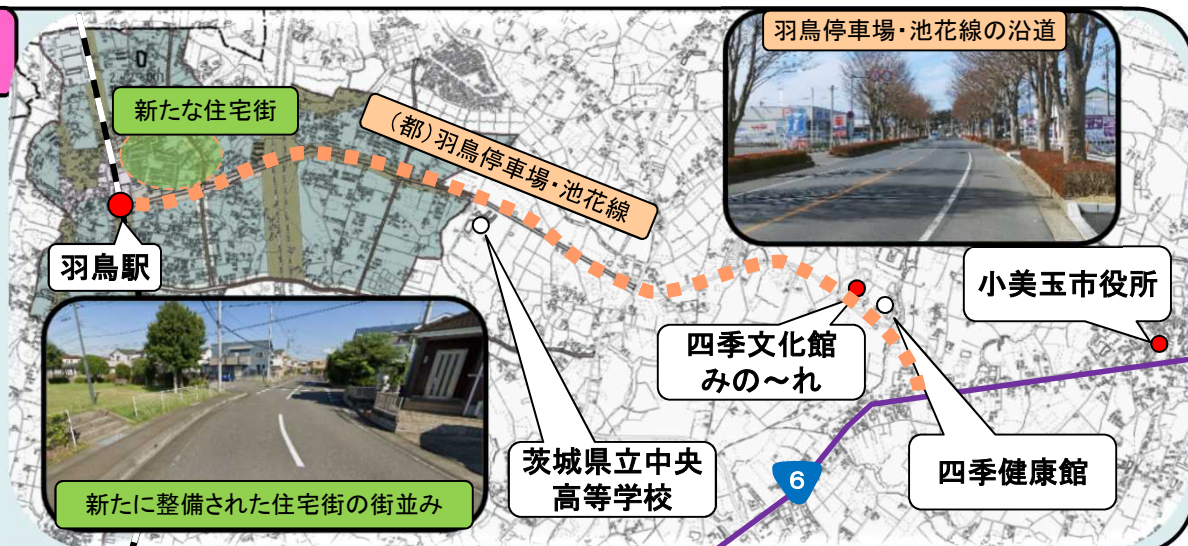 羽鳥停車場・池花線の沿道
D
新たな住宅街
(都)羽鳥停車場・池花線
羽鳥駅
小美玉市役所
四季文化館
みの~れ
茨城県立中央
高等学校
四季健康館
6
新たに整備された住宅街の街並み